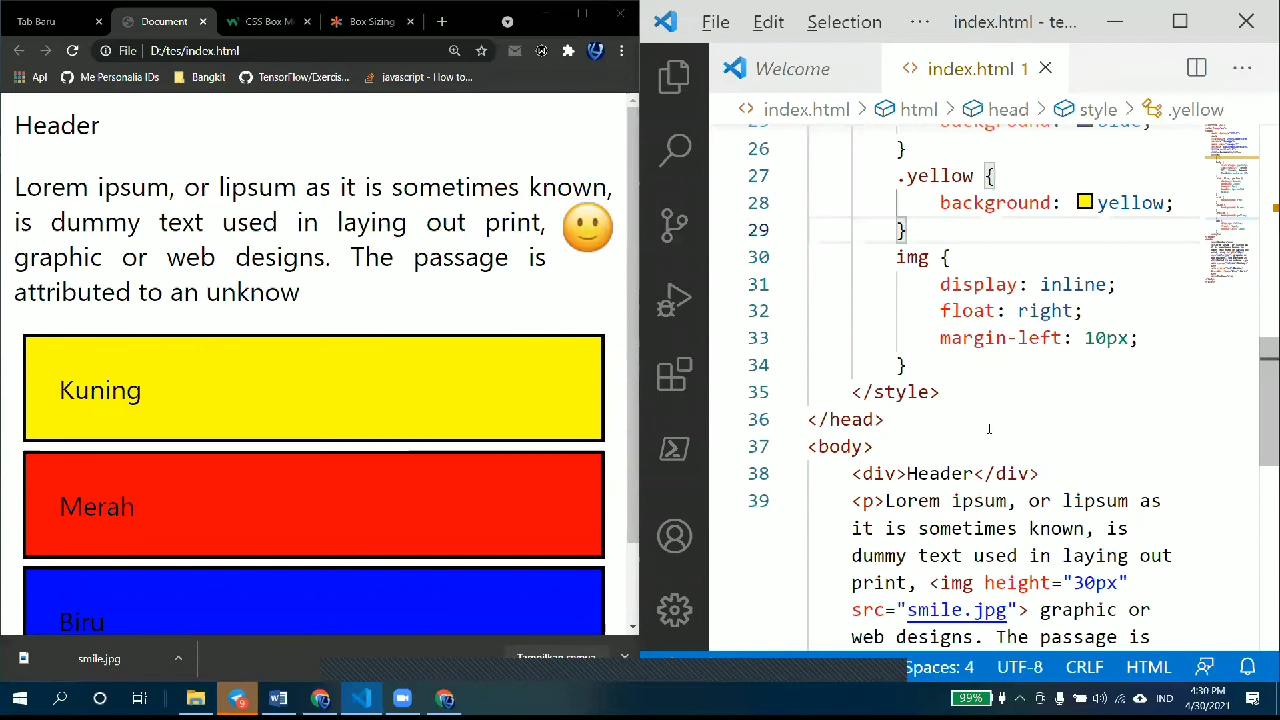 Tab Baru
Document
CSS Box M
Box Sizing
File D:/tes/index.html
Apl
Me Personalia IDs
Bangkit
TensorFlow/Exercis...
javascript - How to...
Header
Lorem ipsum, or lipsum as it is sometimes known,
is dummy text used in laying out print,
graphic or web designs. The passage is
attributed to an unknow
Kuning
Merah
Biru
smile.jpg
Tampilkan semua
File Edit Selection ··· index.html - te...
Welcome
index.html 1
index.html > html > head > style > .yellow
25 background: blue;
26 }
27 .yellow {
28 background: yellow;
29 }
30 img {
31 display: inline;
32 float: right;
33 margin-left: 10px;
34 }
35 </style>
36 </head>
37 <body>
38 <div>Header</div>
39 <p>Lorem ipsum, or lipsum as
it is sometimes known, is
dummy text used in laying out
print, <img height="30px"
src="smile.jpg"> graphic or
web designs. The passage is
Spaces: 4 UTF-8 CRLF HTML
9
99%
IND
4:30 PM
4/30/2021